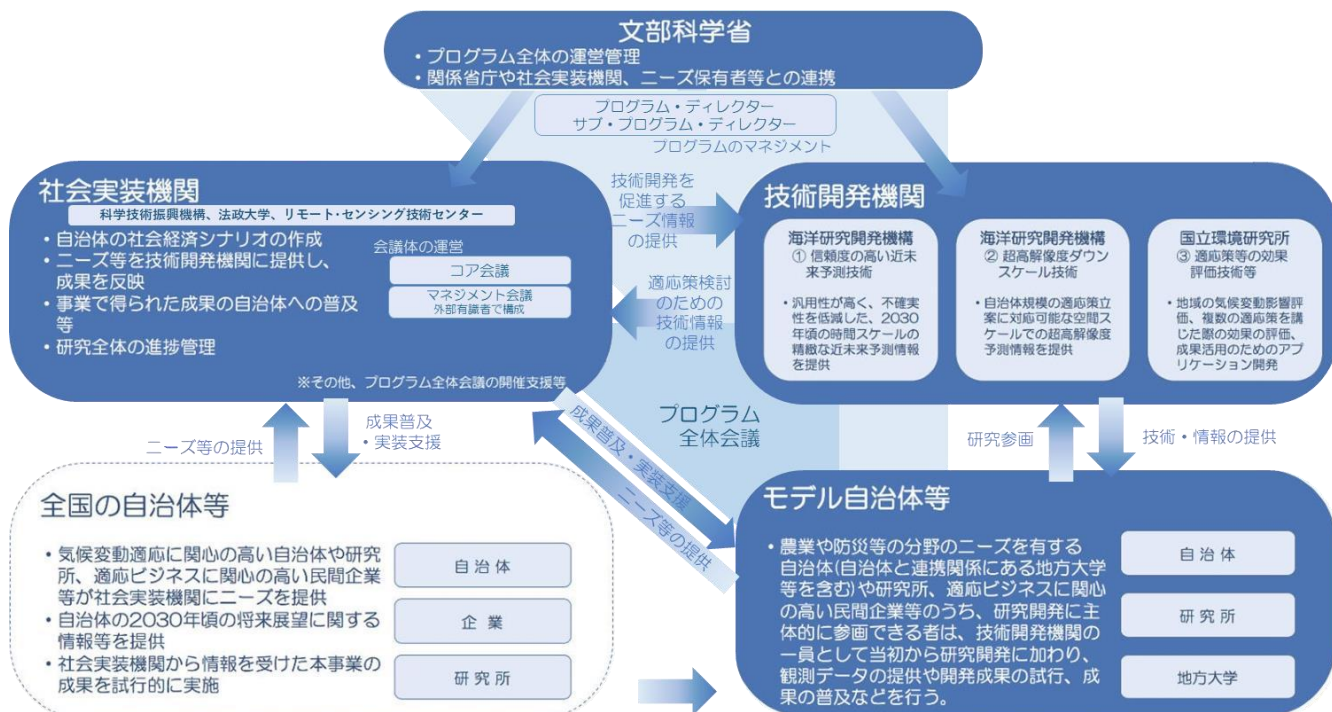 文部科学省
・プログラム全体の運営管理
・関係省庁や社会実装機関、ニーズ保有者等との連携
プログラム・ディレクター
サブ・プログラム・ディレクター
プログラムのマネジメント
社会実装機関
科学技術振興機構、法政大学、リモート・センシング技術センター
・自治体の社会経済シナリオの作成
・ニーズ等を技術開発機関に提供し、
成果を反映
・事業で得られた成果の自治体への普及
等
・研究全体の進捗管理
会議体の運営
コア会議
マネジメント会議
外部有識者で構成
※その他、プログラム全体会議の開催支援等
技術開発を
促進する
ニーズ情報
の提供
適応策検討
のための
技術情報
の提供
技術開発機関
海洋研究開発機構
① 信頼度の高い近未
来予測技術
・汎用性が高く、不確実
性を低減した、2030
年頃の時間スケールの
精緻な近未来予測情報
を提供
海洋研究開発機構
② 超高解像度ダウン
スケール技術
・自治体規模の適応策立
案に対応可能な空間ス
ケールでの超高解像度
予測情報を提供
国立環境研究所
③ 適応策等の効果
評価技術等
・地域の気候変動影響評
価、複数の適応策を講
じた際の効果の評価、
成果活用のためのアプ
リケーション開発
プログラム
全体会議
ニーズ等の提供
成果普及
・実装支援
成果普及・実装支援
ニーズ等の提供
研究参画
技術・情報の提供
全国の自治体等
・気候変動適応に関心の高い自治体や研究
所、適応ビジネスに関心の高い民間企業
等が社会実装機関にニーズを提供
・自治体の2030年頃の将来展望に関する
情報等を提供
・社会実装機関から情報を受けた本事業の
成果を試行的に実施
自治体
企業
研究所
モデル自治体等
・農業や防災等の分野のニーズを有する
自治体(自治体と連携関係にある地方大学
等を含む)や研究所、適応ビジネスに関心
の高い民間企業等のうち、研究開発に主
体的に参画できる者は、技術開発機関の
一員として当初から研究開発に加わり、
観測データの提供や開発成果の試行、成
果の普及などを行う。
自治体
研究所
地方大学